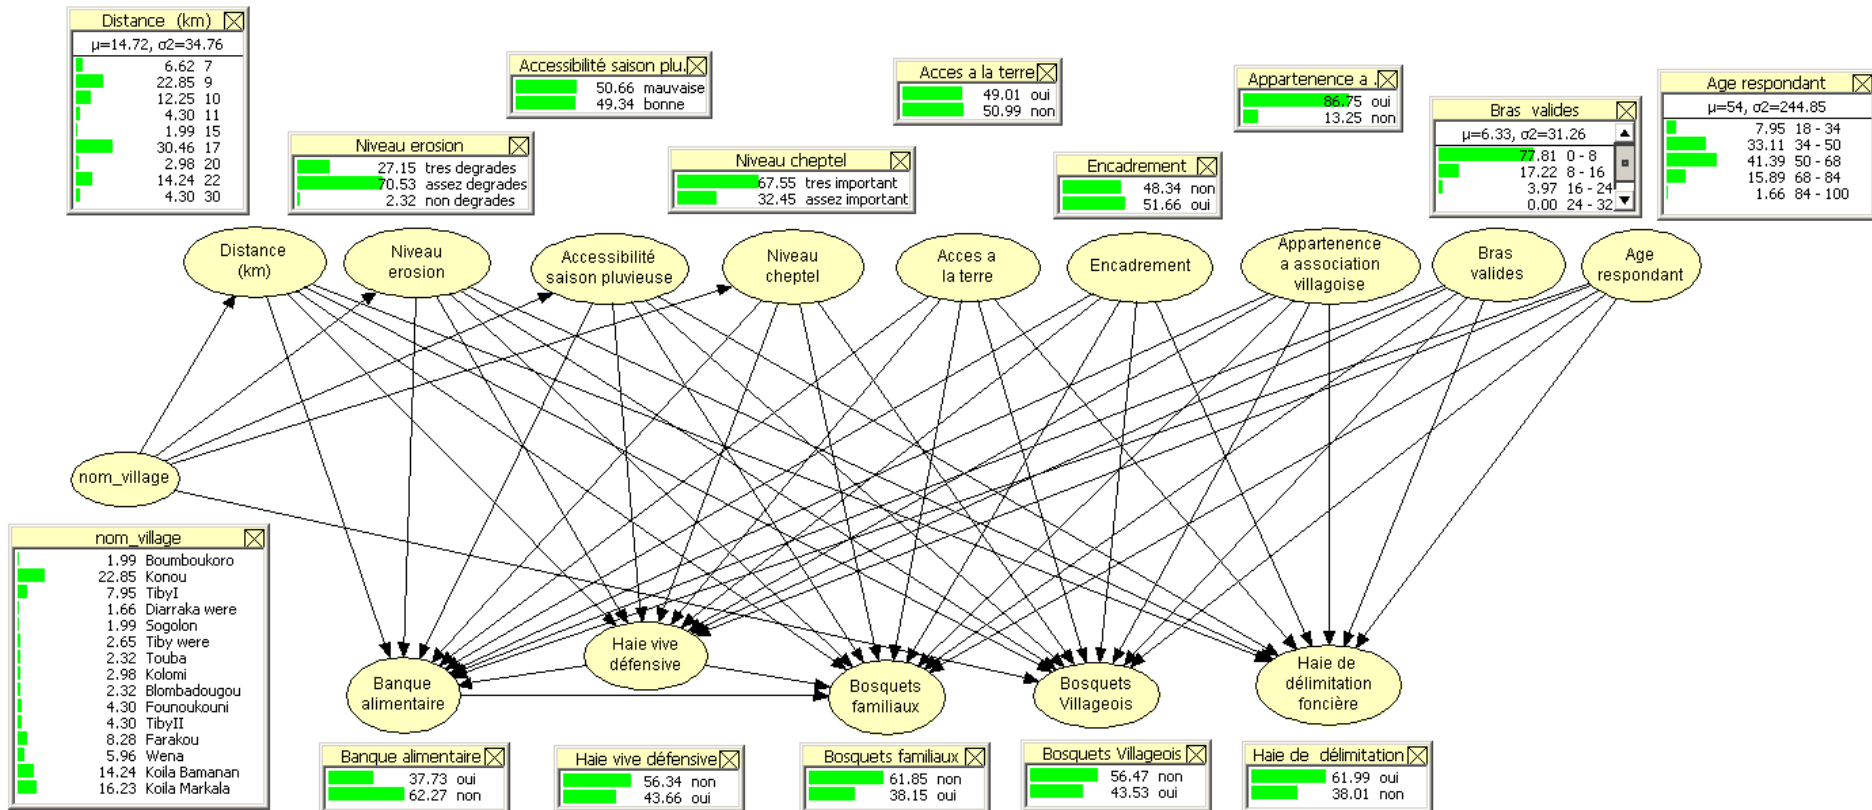 Distance (km)
μ=14.72, σ2=34.76
6.62 7
22.85 9
12.25 10
4.30 11
1.99 15
30.46 17
2.98 20
14.24 22
4.30 30
Niveau erosion
27.15 tres degrades
70.53 assez degrades
2.32 non degrades
Accessibilité saison plu.
50.66 mauvaise
49.34 bonne
Niveau cheptel
67.55 tres important
32.45 assez important
Acces a la terre
49.01 oui
50.99 non
Encadrement
48.34 non
51.66 oui
Appartenence a .
86.75 oui
13.25 non
Bras valides
μ=6.33, σ2=31.26
77.81 0 - 8
17.22 8 - 16
3.97 16 - 24
0.00 24 - 32
Age respondant
μ=54, σ2=244.85
7.95 18 - 34
33.11 34 - 50
41.39 50 - 68
15.89 68 - 84
1.66 84 - 100
Distance
(km)
Niveau
erosion
Accessibilité
saison pluvieuse
Niveau
cheptel
Acces a
la terre
Encadrement
Appartenence
a association
villagoise
Bras
valides
Age
respondant
nom_village
nom_village
1.99 Boumboukoro
22.85 Konou
7.95 TibyI
1.66 Diarraka were
1.99 Sogolon
2.65 Tiby were
2.32 Touba
2.98 Kolomi
2.32 Blombadougou
4.30 Founoukouni
4.30 TibyII
8.28 Farakou
5.96 Wena
14.24 Koila Bamanan
16.23 Koila Markala
Banque
alimentaire
Haie vive
défensive
Bosquets
familiaux
Bosquets
Villageois
Haie de
délimitation
foncière
Banque alimentaire
37.73 oui
62.27 non
Haie vive défensive
56.34 non
43.66 oui
Bosquets familiaux
61.85 non
38.15 oui
Bosquets Villageois
56.47 non
43.53 oui
Haie de délimitation
61.99 oui
38.01 non